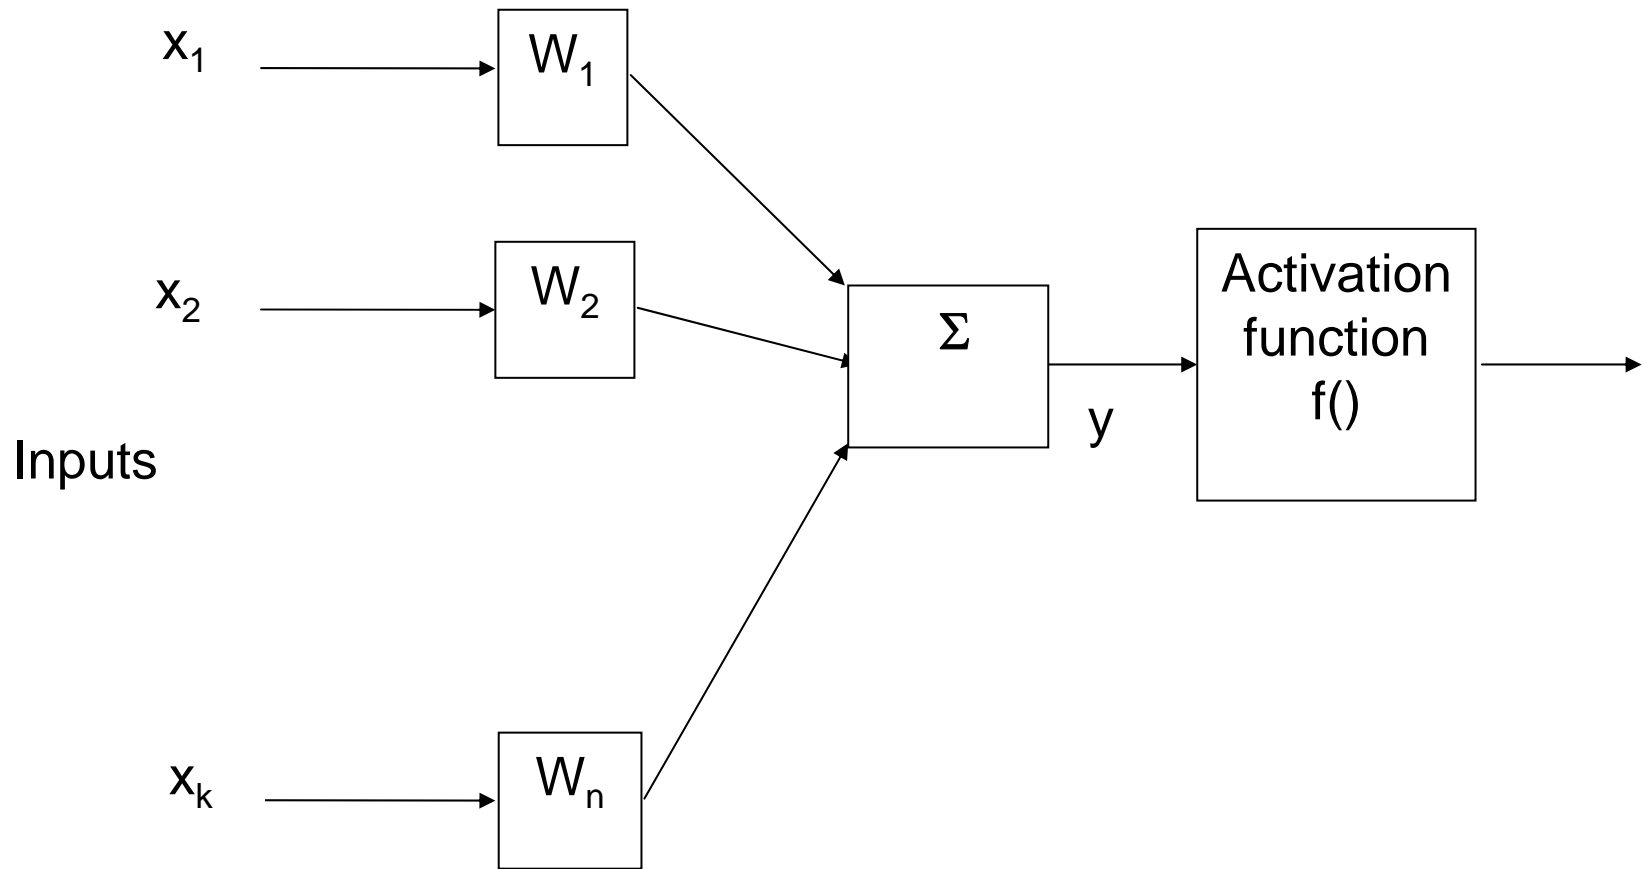 x₁
W₁
x₂
W₂
Σ
Activation
function
f()
y
Inputs
xₖ
Wₙ